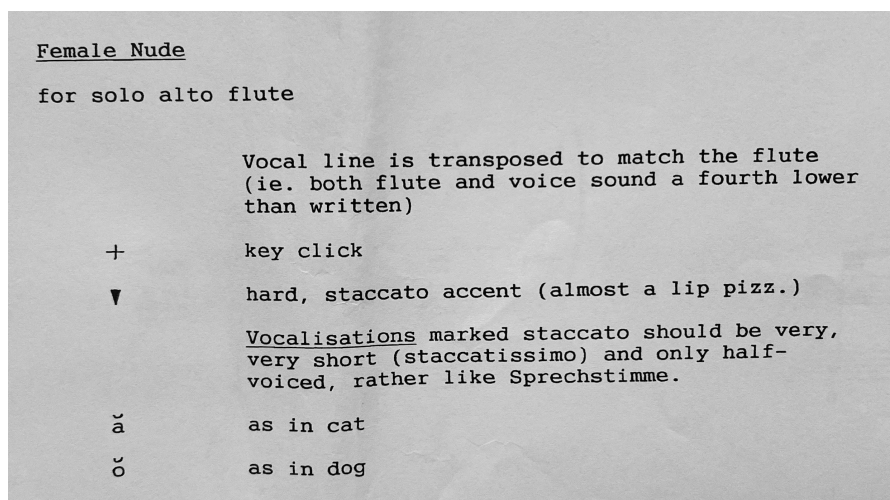 Female Nude
for solo alto flute
Vocal line is transposed to match the flute
(ie. both flute and voice sound a fourth lower
than written)
+ key click
▼ hard, staccato accent (almost a lip pizz.)
Vocalisations marked staccato should be very,
very short (staccatissimo) and only half-
voiced, rather like Sprechstimme.
ă as in cat
ŏ as in dog